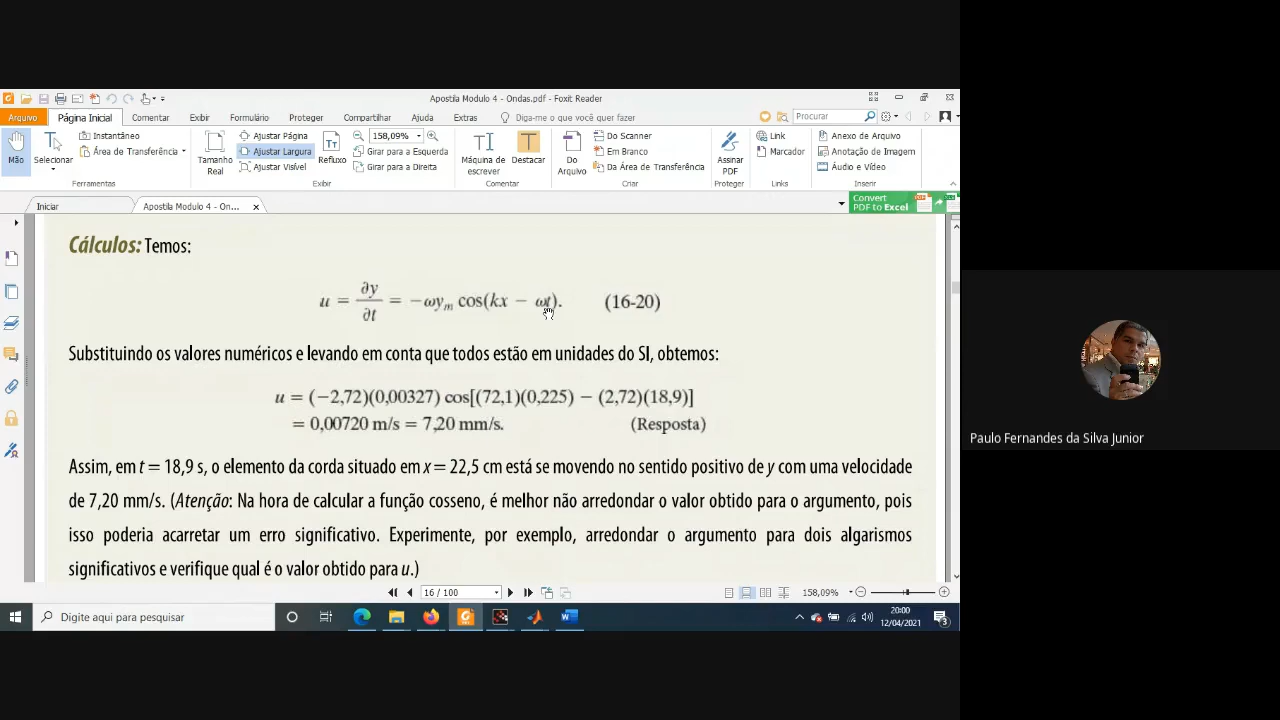 Apostila Modulo 4 - Ondas.pdf - Foxit Reader
Arquivo Página Inicial Comentar Exibir Formulário Proteger Compartilhar Ajuda Extras Diga-me o que você quer fazer Procurar
Mão
Selecionar
Instantâneo
Área de Transferência
Ferramentas
Tamanho Real
Ajustar Página
Ajustar Largura
Ajustar Visível
Refluxo
158,09%
Girar para a Esquerda
Girar para a Direita
Exibir
Máquina de escrever
Destacar
Comentar
Do Arquivo
Do Scanner
Em Branco
Da Área de Transferência
Criar
Assinar PDF
Proteger
Link
Marcador
Links
Anexo de Arquivo
Anotação de Imagem
Áudio e Vídeo
Inserir
Iniciar Apostila Modulo 4 - On...
Convert
PDF to Excel
Cálculos: Temos:
u = ∂y/∂t = −ωyₘ cos(kx − ωt). (16-20)
Substituindo os valores numéricos e levando em conta que todos estão em unidades do SI, obtemos:
u = (−2,72)(0,00327) cos[(72,1)(0,225) − (2,72)(18,9)]
= 0,00720 m/s = 7,20 mm/s. (Resposta)
Assim, em t = 18,9 s, o elemento da corda situado em x = 22,5 cm está se movendo no sentido positivo de y com uma velocidade
de 7,20 mm/s. (Atenção: Na hora de calcular a função cosseno, é melhor não arredondar o valor obtido para o argumento, pois
isso poderia acarretar um erro significativo. Experimente, por exemplo, arredondar o argumento para dois algarismos
significativos e verifique qual é o valor obtido para u.)
16 / 100
158,09%
Digite aqui para pesquisar
20:00
12/04/2021
3
Paulo Fernandes da Silva Junior